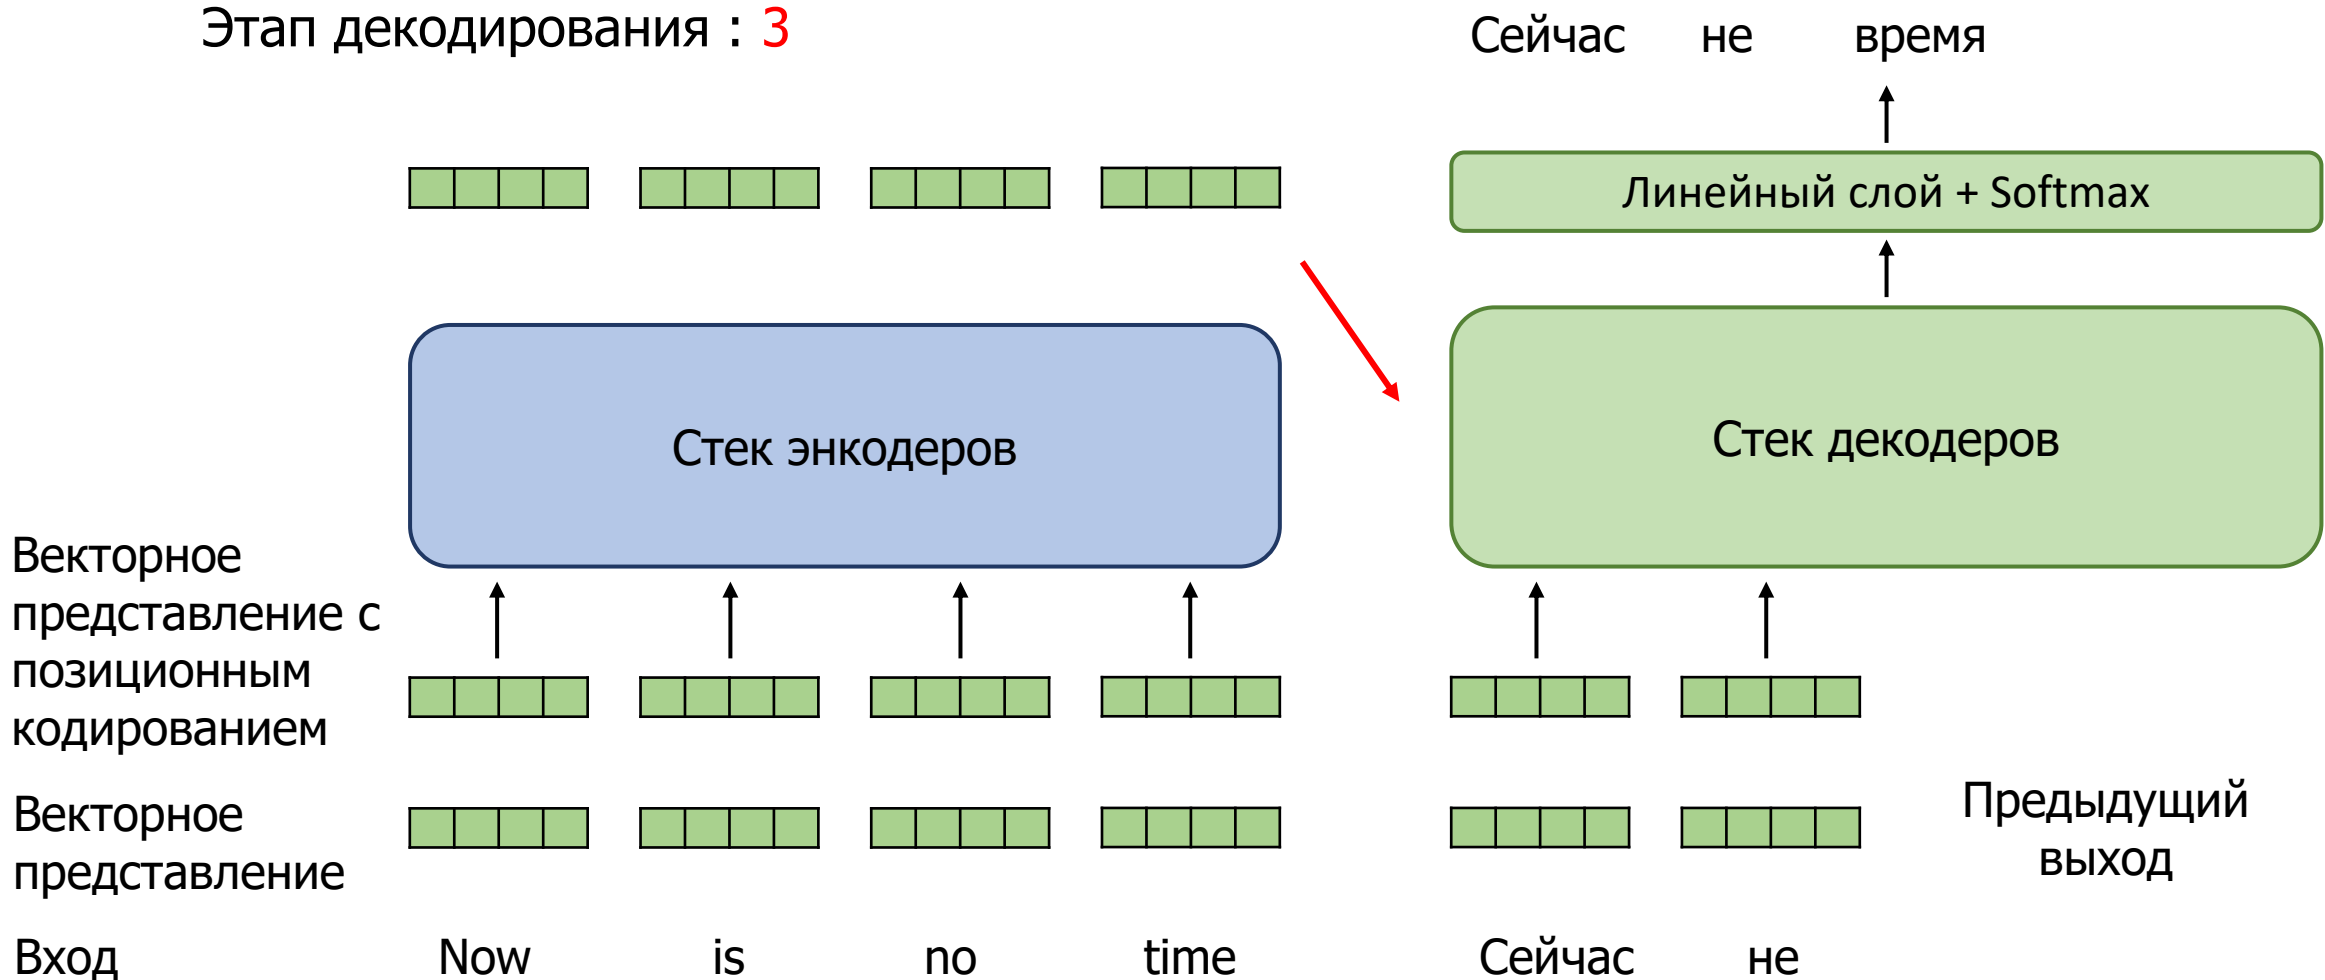 Этап декодирования : 3
Сейчас не время
Линейный слой + Softmax
Стек энкодеров
Стек декодеров
Векторное
представление с
позиционным
кодированием
Векторное
представление
Предыдущий
выход
Вход Now is no time Сейчас не